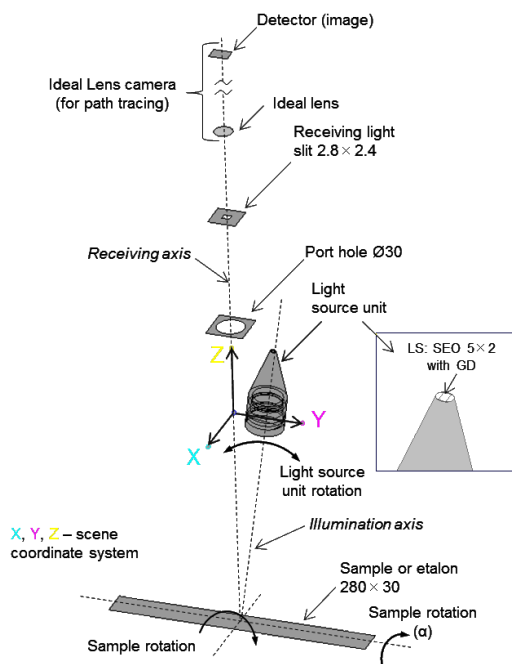 Detector (image)
Ideal Lens camera
(for path tracing)
Ideal lens
Receiving light
slit 2.8×2.4
Receiving axis
Port hole Ø30
Light
source unit
LS: SEO 5×2
with GD
Z
Y
X
Light source
unit rotation
Illumination axis
X, Y, Z – scene
coordinate system
Sample or etalon
280×30
Sample rotation
(α)
Sample rotation